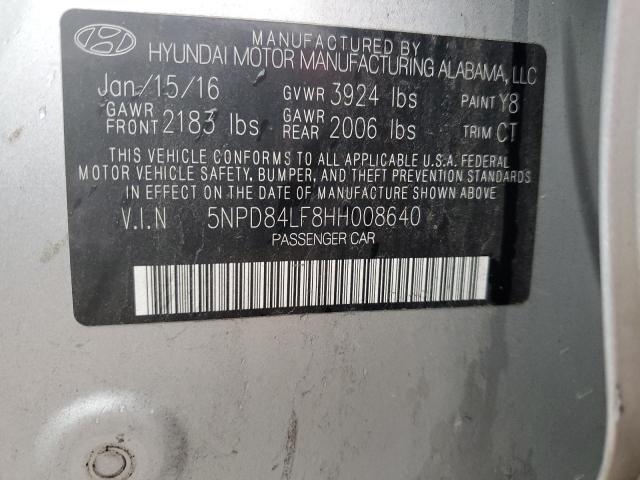 MANUFACTURED BY
HYUNDAI MOTOR MANUFACTURING ALABAMA, LLC
Jan/15/16 GVWR 3924 lbs PAINT Y8
GAWR FRONT 2183 lbs GAWR REAR 2006 lbs TRIM CT
THIS VEHICLE CONFORMS TO ALL APPLICABLE U.S.A. FEDERAL
MOTOR VEHICLE SAFETY, BUMPER, AND THEFT PREVENTION STANDARDS
IN EFFECT ON THE DATE OF MANUFACTURE SHOWN ABOVE
V.I.N 5NPD84LF8HH008640
PASSENGER CAR